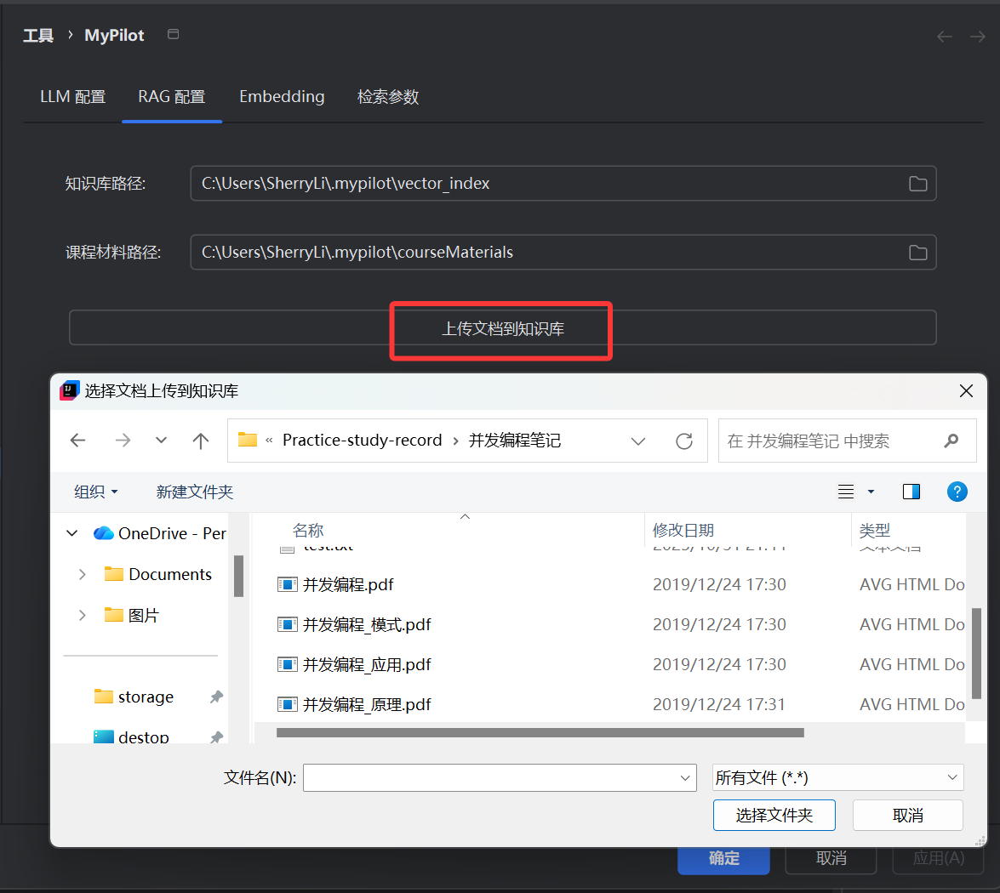 工具 › MyPilot
LLM 配置 RAG 配置 Embedding 检索参数
知识库路径: C:\Users\SherryLi\.mypilot\vector_index
课程材料路径: C:\Users\SherryLi\.mypilot\courseMaterials
上传文档到知识库
选择文档上传到知识库
« Practice-study-record › 并发编程笔记 在 并发编程笔记 中搜索
组织 新建文件夹
名称 修改日期 类型
OneDrive - Per
Documents
图片
storage
destop
test.txt 文本文档
并发编程.pdf 2019/12/24 17:30 AVG HTML Do
并发编程_模式.pdf 2019/12/24 17:30 AVG HTML Do
并发编程_应用.pdf 2019/12/24 17:30 AVG HTML Do
并发编程_原理.pdf 2019/12/24 17:31 AVG HTML Do
文件名(N): 所有文件 (*.*)
选择文件夹 取消
确定 取消 应用(A)